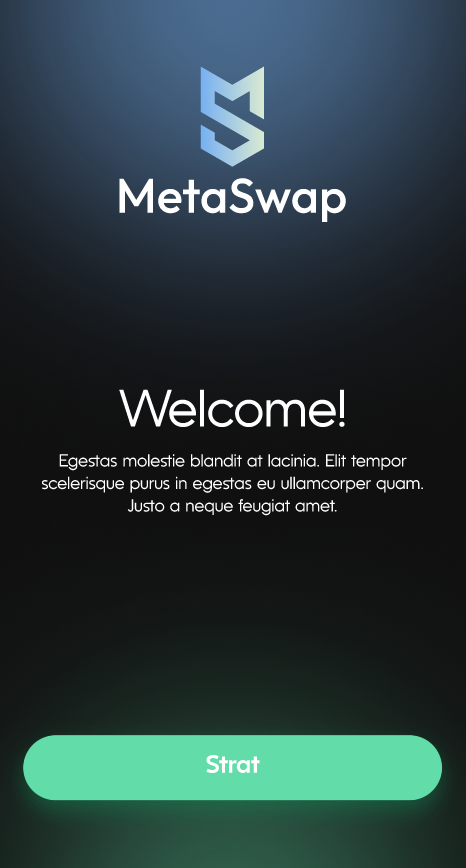 MetaSwap
Welcome!
Egestas molestie blandit at lacinia. Elit tempor
scelerisque purus in egestas eu ullamcorper quam.
Justo a neque feugiat amet.
Strat